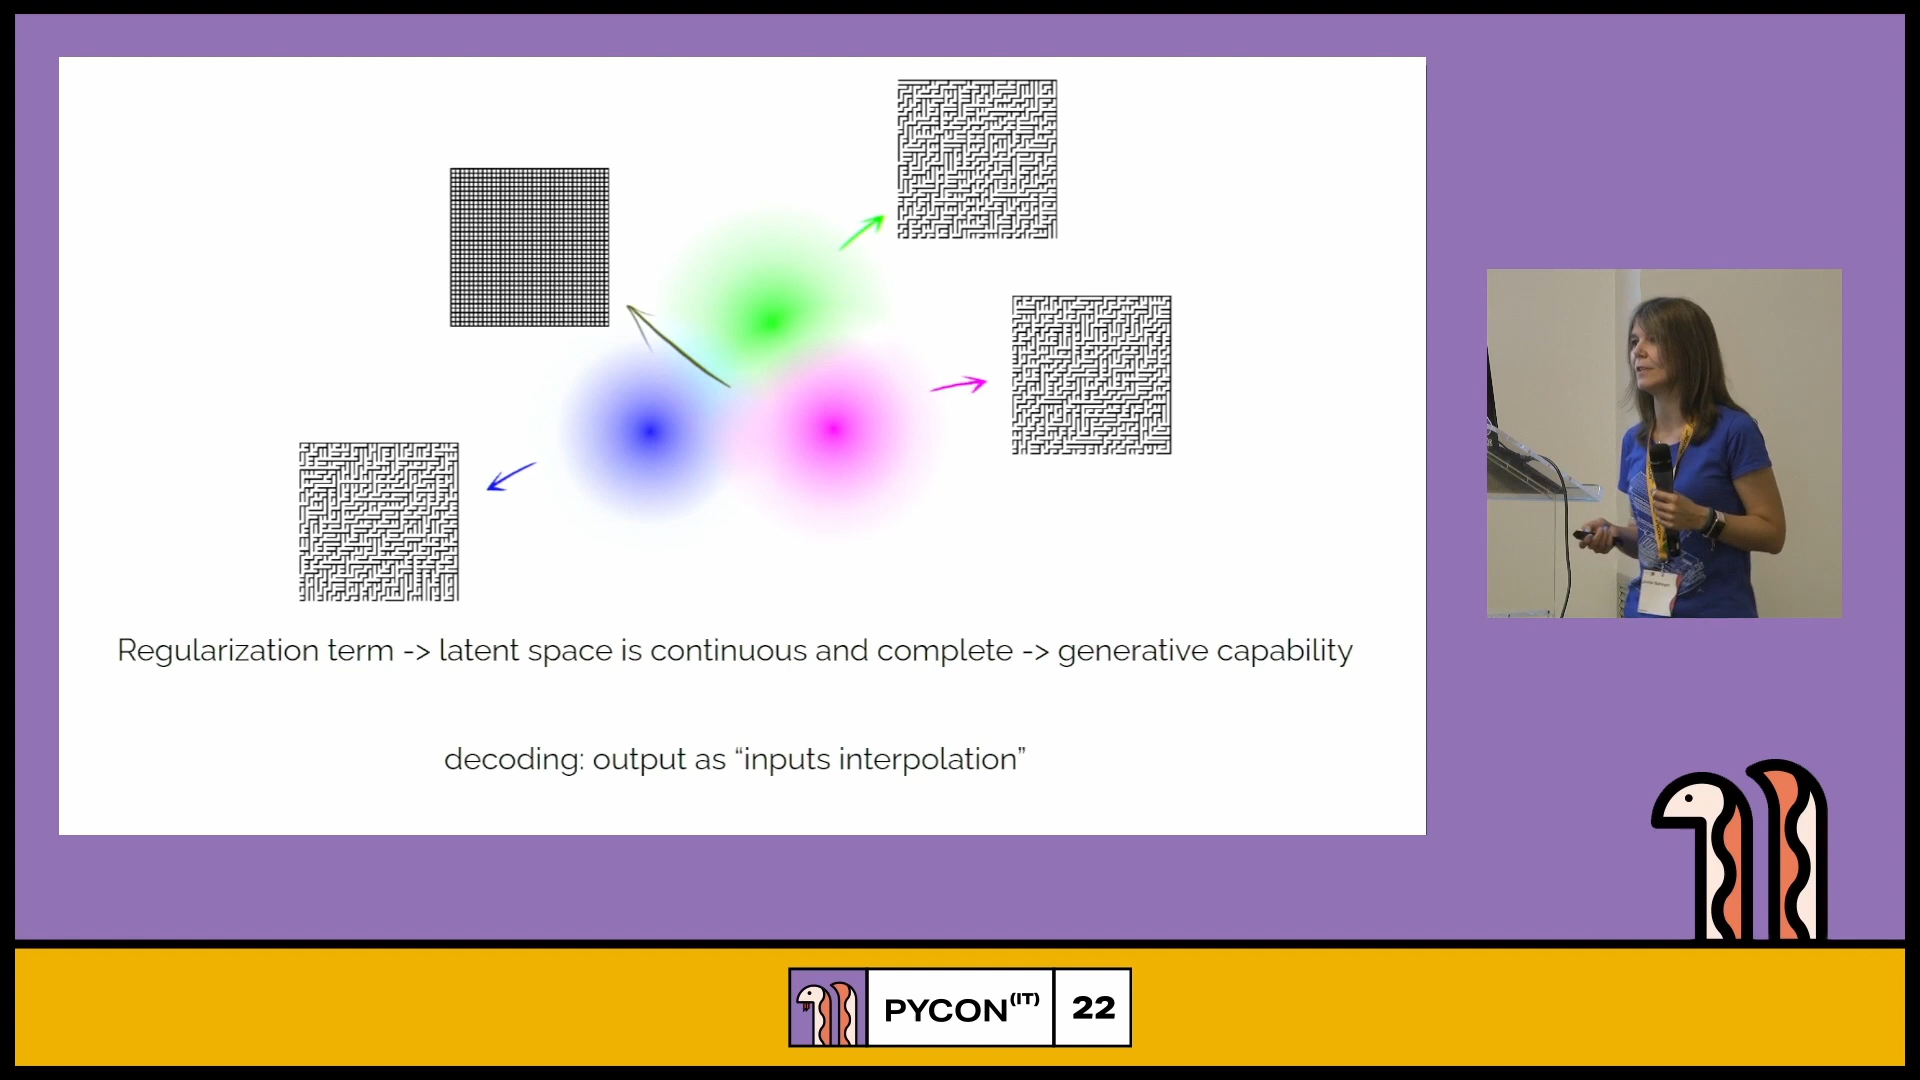 Regularization term -> latent space is continuous and complete -> generative capability
decoding: output as “inputs interpolation”
PYCON(IT) 22